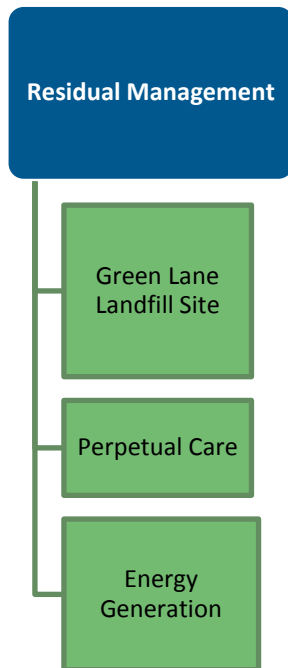 Residual Management
Green Lane
Landfill Site
Perpetual Care
Energy
Generation